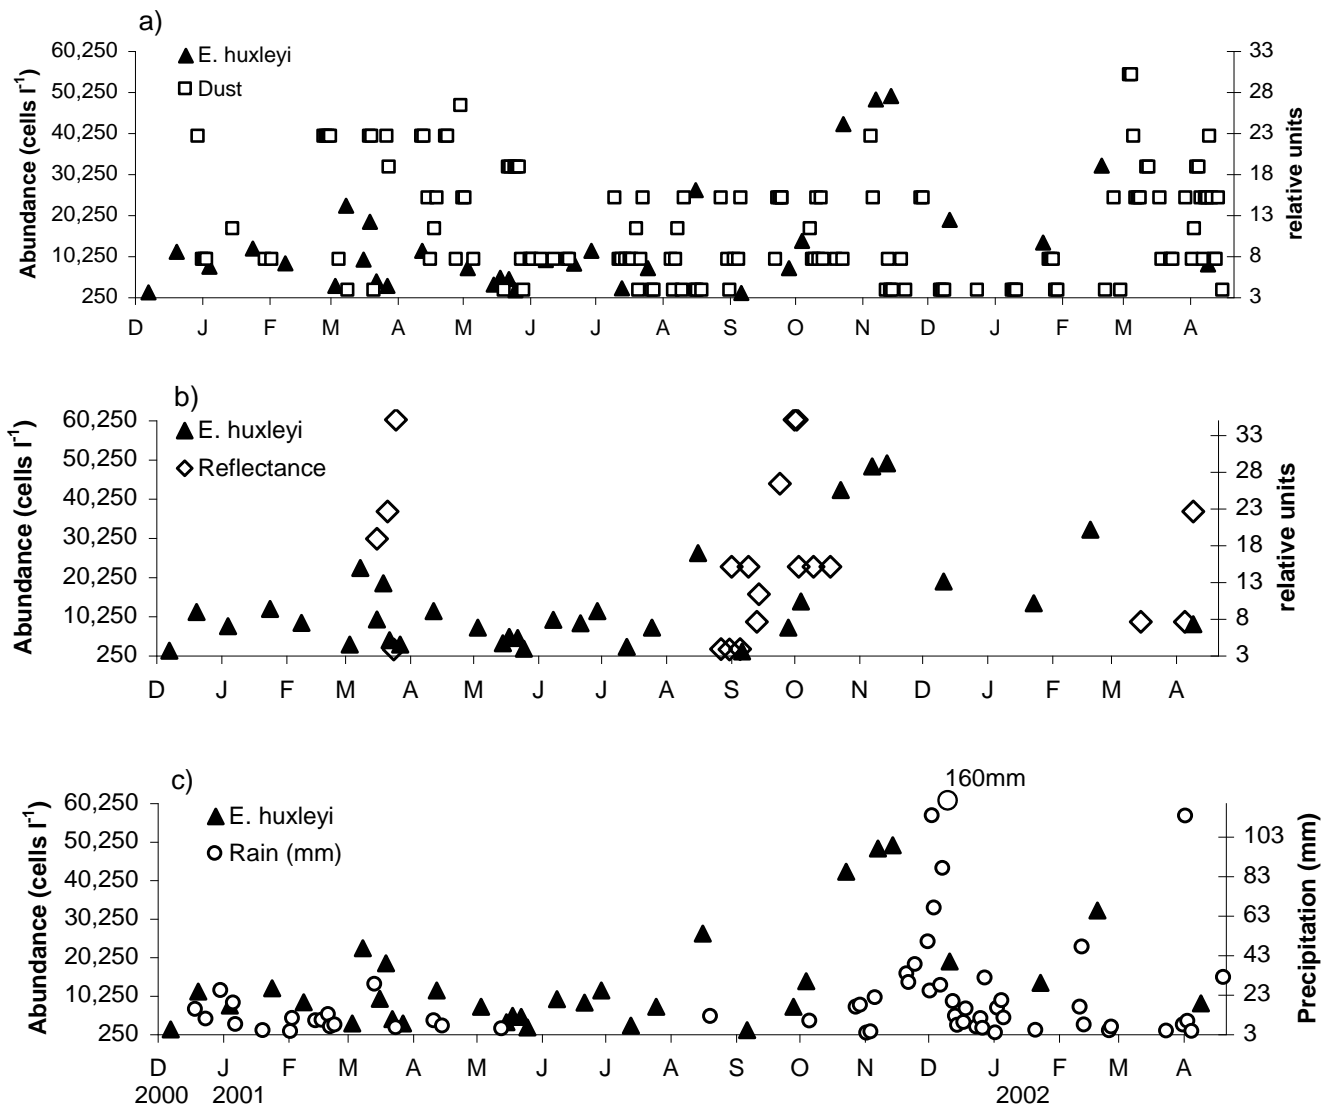 a)
E. huxleyi
Dust
Abundance (cells l⁻¹)
60,250
50,250
40,250
30,250
20,250
10,250
250
33
28
23
18
13
8
3
relative units
D J F M A M J J A S O N D J F M A
b)
E. huxleyi
Reflectance
Abundance (cells l⁻¹)
60,250
50,250
40,250
30,250
20,250
10,250
250
33
28
23
18
13
8
3
relative units
D J F M A M J J A S O N D J F M A
c)
160mm
E. huxleyi
Rain (mm)
Abundance (cells l⁻¹)
60,250
50,250
40,250
30,250
20,250
10,250
250
103
83
63
43
23
3
Precipitation (mm)
D J F M A M J J A S O N D J F M A
2000 2001 2002